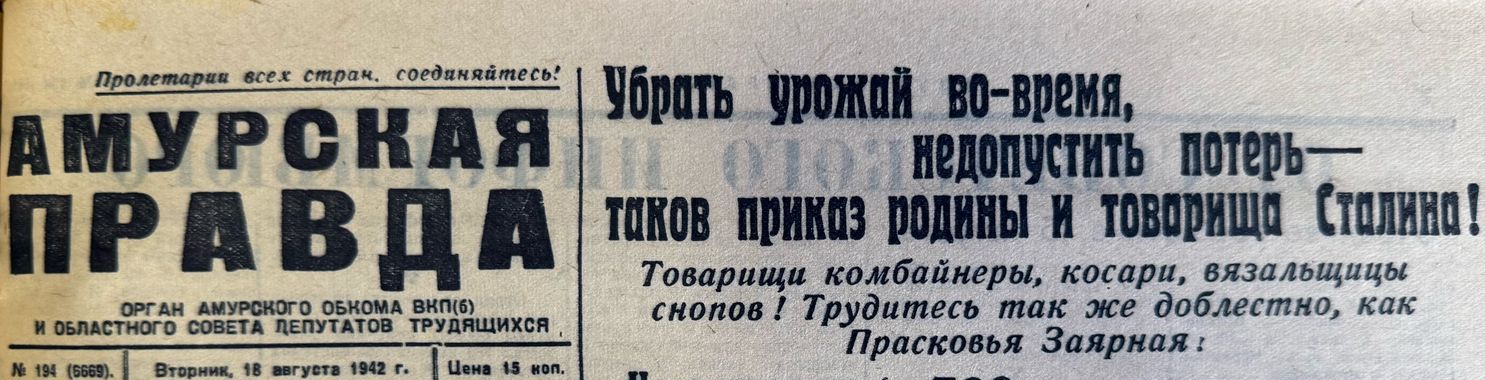 Пролетарии всех стран, соединяйтесь!
АМУРСКАЯ
ПРАВДА
ОРГАН АМУРСКОГО ОБКОМА ВКП(б)
И ОБЛАСТНОГО СОВЕТА ДЕПУТАТОВ ТРУДЯЩИХСЯ
№ 194 (6669). Вторник, 18 августа 1942 г. Цена 15 коп.
Убрать урожай во-время,
недопустить потерь—
таков приказ родины и товарища Сталина!
Товарищи комбайнеры, косари, вязальщицы
снопов! Трудитесь так же доблестно, как
Прасковья Заярная: